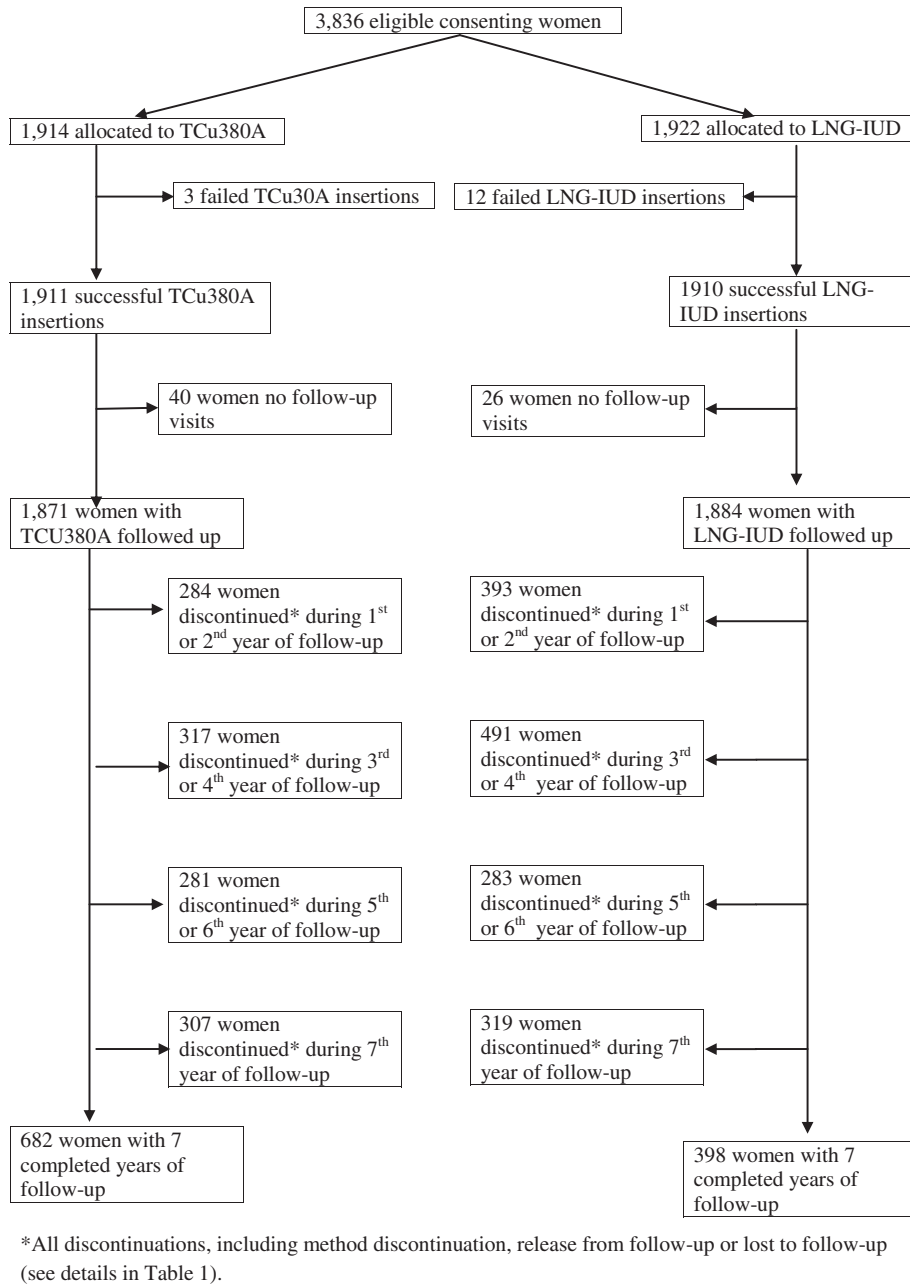 3,836 eligible consenting women
1,914 allocated to TCu380A
1,922 allocated to LNG-IUD
3 failed TCu30A insertions
12 failed LNG-IUD insertions
1,911 successful TCu380A
insertions
1910 successful LNG-
IUD insertions
40 women no follow-up
visits
26 women no follow-up
visits
1,871 women with
TCU380A followed up
1,884 women with
LNG-IUD followed up
284 women
discontinued* during 1st
or 2nd year of follow-up
393 women
discontinued* during 1st
or 2nd year of follow-up
317 women
discontinued* during 3rd
or 4th year of follow-up
491 women
discontinued* during 3rd
or 4th year of follow-up
281 women
discontinued* during 5th
or 6th year of follow-up
283 women
discontinued* during 5th
or 6th year of follow-up
307 women
discontinued* during 7th
year of follow-up
319 women
discontinued* during 7th
year of follow-up
682 women with 7
completed years of
follow-up
398 women with 7
completed years of
follow-up
*All discontinuations, including method discontinuation, release from follow-up or lost to follow-up
(see details in Table 1).